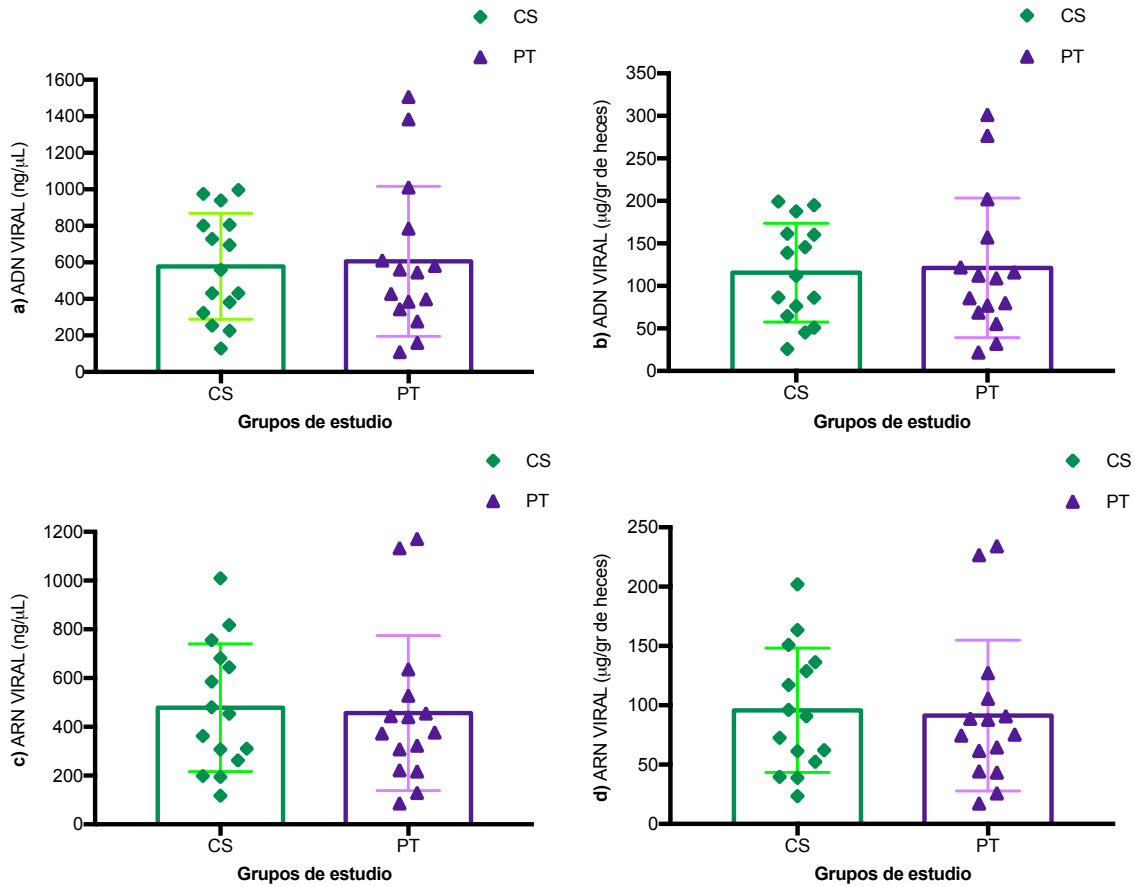 CS
PT
a) ADN VIRAL (ng/μL)
1600
1400
1200
1000
800
600
400
200
0
CS
PT
Grupos de estudio
CS
PT
b) ADN VIRAL (μg/gr de heces)
350
300
250
200
150
100
50
0
CS
PT
Grupos de estudio
CS
PT
c) ARN VIRAL (ng/μL)
1200
1000
800
600
400
200
0
CS
PT
Grupos de estudio
CS
PT
d) ARN VIRAL (μg/gr de heces)
250
200
150
100
50
0
CS
PT
Grupos de estudio